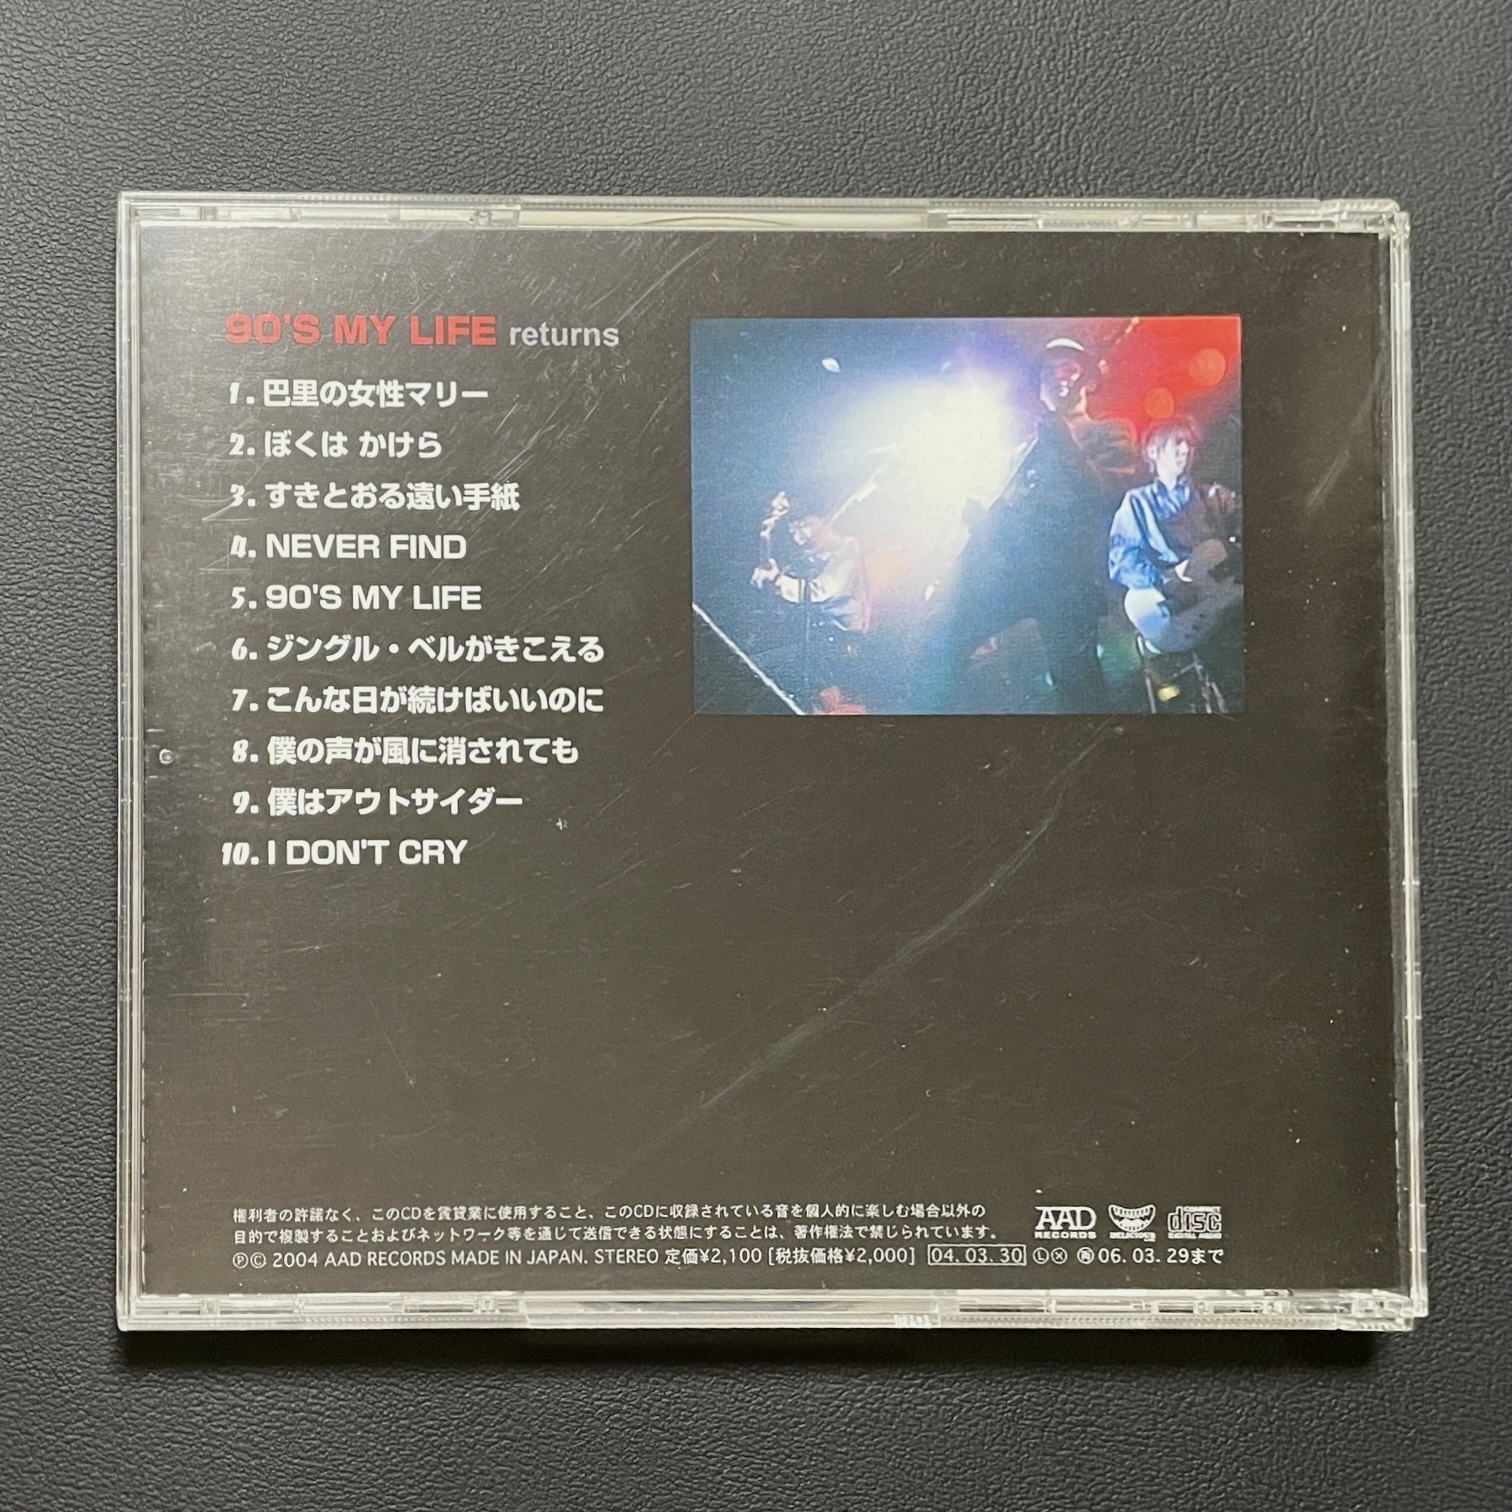 90'S MY LIFE returns
1. 巴里の女性マリー
2. ぼくは かけら
3. すきとおる遠い手紙
4. NEVER FIND
5. 90'S MY LIFE
6. ジングル・ベルがきこえる
7. こんな日が続けばいいのに
8. 僕の声が風に消されても
9. 僕はアウトサイダー
10. I DON'T CRY
権利者の許諾なく、このCDを賃貸業に使用すること、このCDに収録されている音を個人的に楽しむ場合以外の
目的で複製することおよびネットワーク等を通じて送信できる状態にすることは、著作権法で禁じられています。
AAD RECORDS
DELICIOUS
COMPACT disc DIGITAL AUDIO
ⓅⒸ 2004 AAD RECORDS MADE IN JAPAN. STEREO 定価¥2,100 [税抜価格¥2,000] 04. 03. 30 Ⓛ Ⓧ ㊢06. 03. 29まで